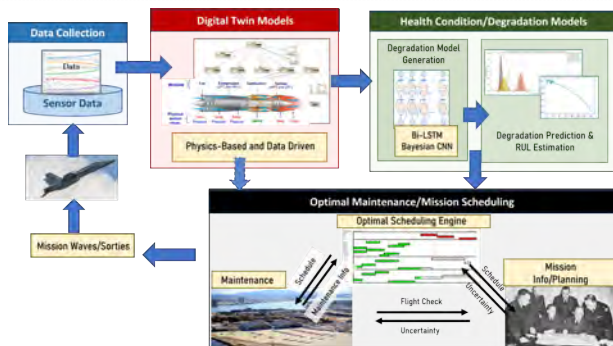 Data Collection
Data
Sensor Data
Digital Twin Models
Physics-Based and Data Driven
Health Condition/Degradation Models
Degradation Model
Generation
Bi-LSTM
Bayesian CNN
Degradation Prediction &
RUL Estimation
Optimal Maintenance/Mission Scheduling
Optimal Scheduling Engine
Mission Waves/Sorties
Maintenance
Schedule
Maintenance Info
Schedule
Uncertainty
Mission
Info/Planning
Flight Check
Uncertainty